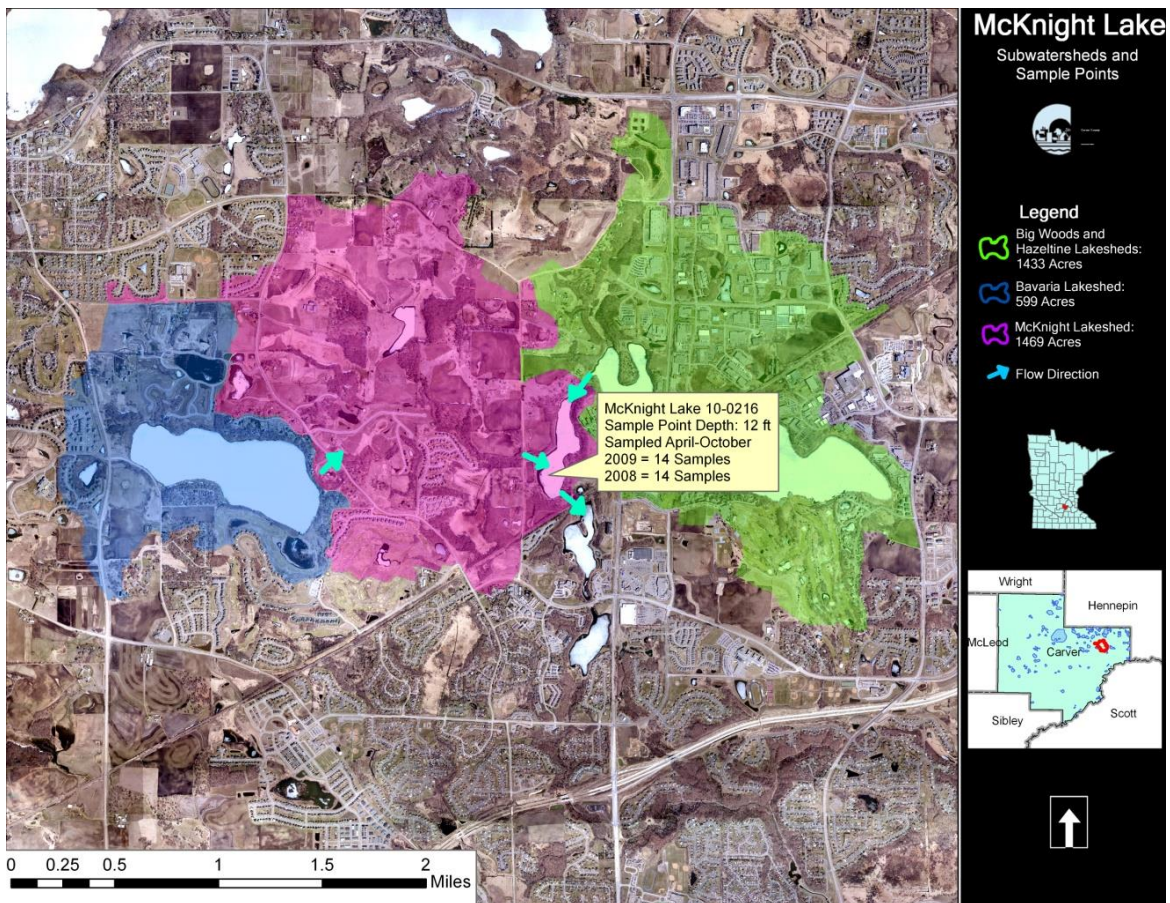 McKnight Lake
Subwatersheds and
Sample Points
Legend
Big Woods and
Hazeltine Lakesheds:
1433 Acres
Bavaria Lakeshed:
599 Acres
McKnight Lakeshed:
1469 Acres
Flow Direction
McKnight Lake 10-0216
Sample Point Depth: 12 ft
Sampled April-October
2009 = 14 Samples
2008 = 14 Samples
Wright
Hennepin
McLeod
Carver
Scott
Sibley
0 0.25 0.5 1 1.5 2
Miles